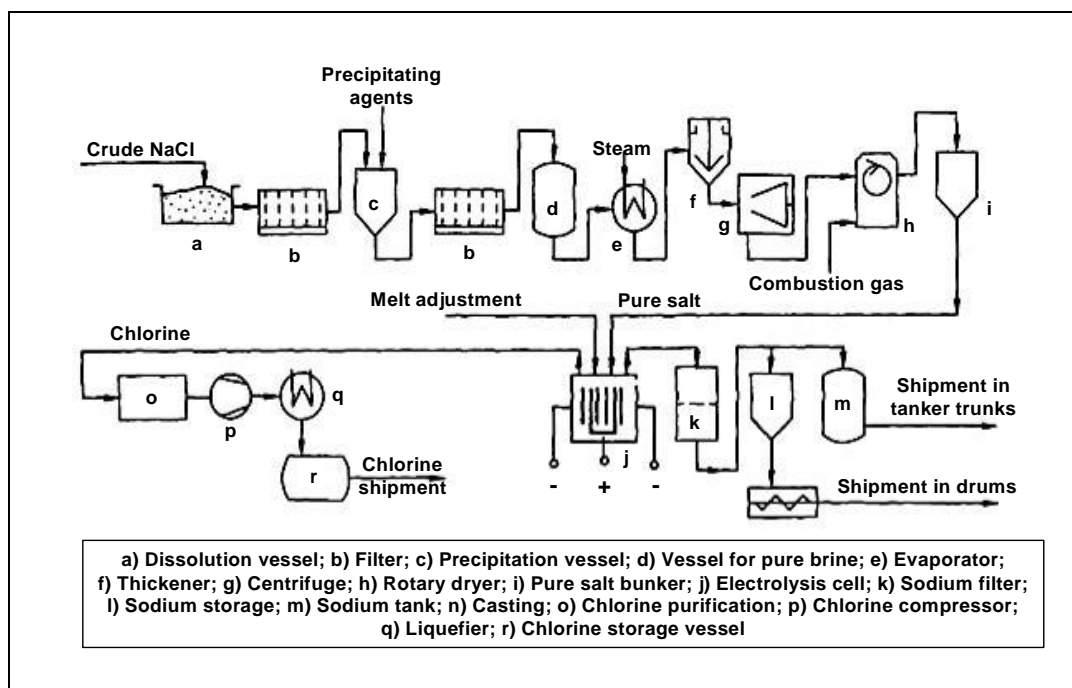 Precipitating
agents
Crude NaCl
Steam
a
b
c
b
d
e
f
g
h
i
Combustion gas
Melt adjustment
Pure salt
Chlorine
o
p
q
r
Chlorine
shipment
j
- + -
k
l
m
Shipment in
tanker trunks
Shipment in drums
a) Dissolution vessel; b) Filter; c) Precipitation vessel; d) Vessel for pure brine; e) Evaporator;
f) Thickener; g) Centrifuge; h) Rotary dryer; i) Pure salt bunker; j) Electrolysis cell; k) Sodium filter;
l) Sodium storage; m) Sodium tank; n) Casting; o) Chlorine purification; p) Chlorine compressor;
q) Liquefier; r) Chlorine storage vessel